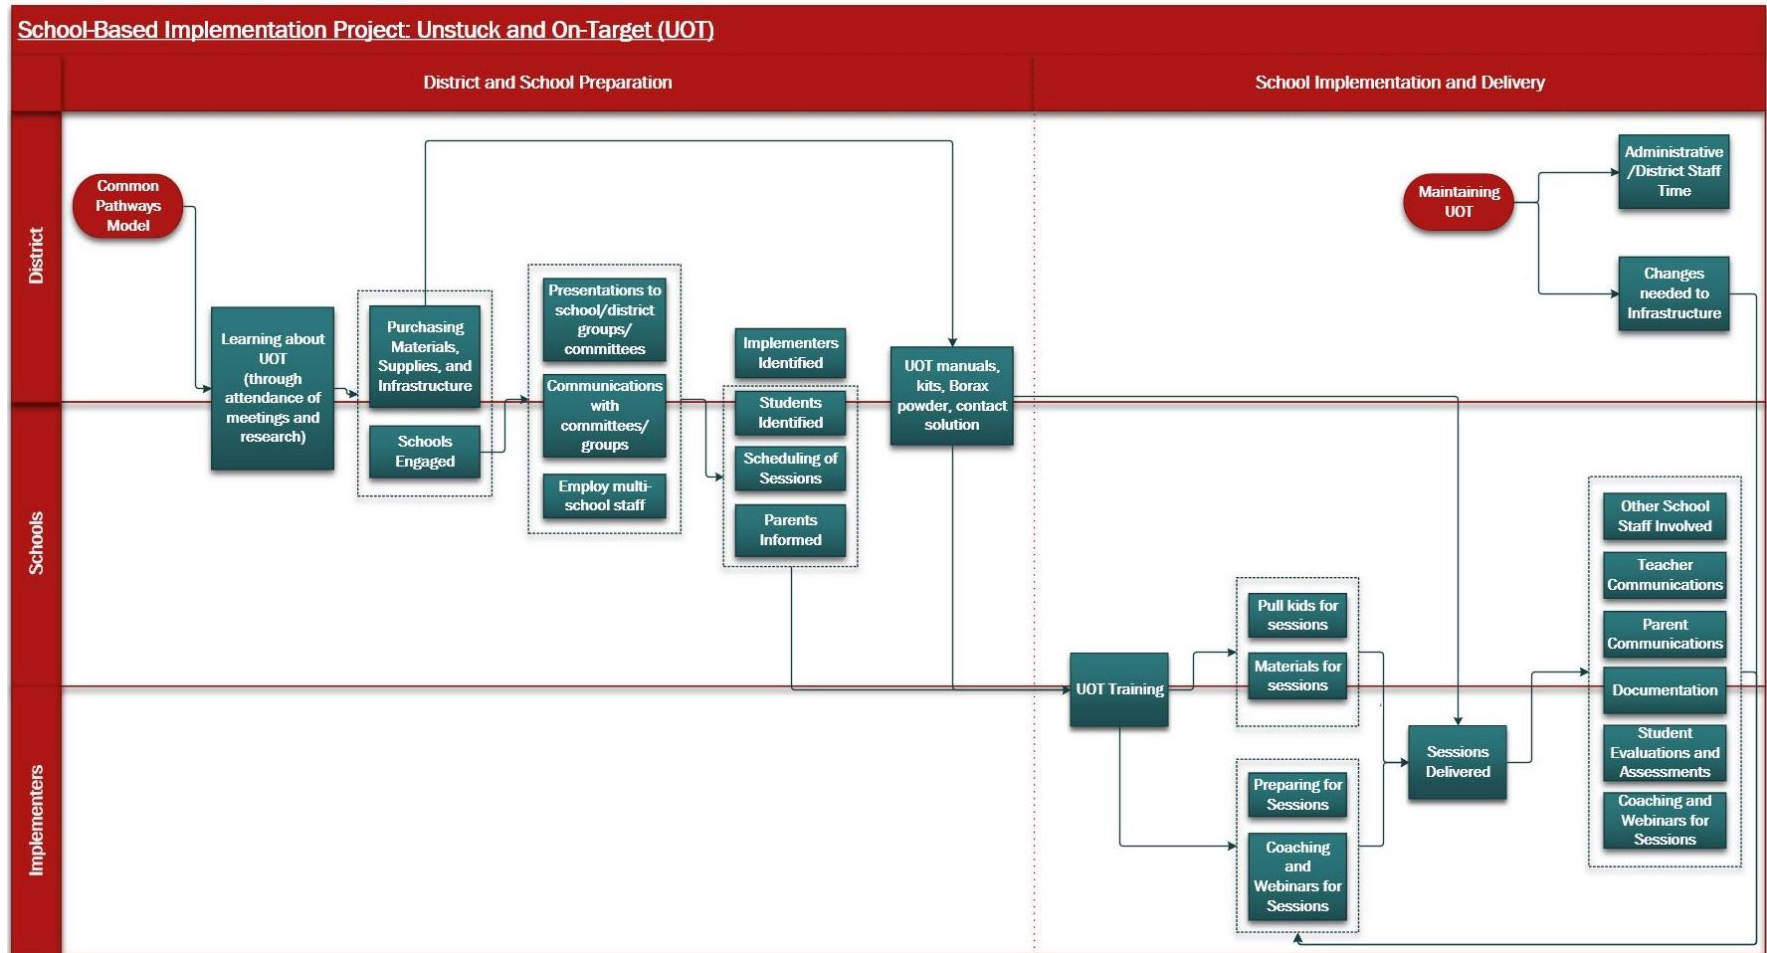 School-Based Implementation Project: Unstuck and On-Target (UOT)
District and School Preparation
School Implementation and Delivery
District
Schools
Implementers
Common
Pathways
Model
Learning about
UOT
(through
attendance of
meetings and
research)
Purchasing
Materials,
Supplies, and
Infrastructure
Schools
Engaged
Presentations to
school/district
groups/
committees
Communications
with
committees/
groups
Employ multi-
school staff
Implementers
Identified
Students
Identified
Scheduling of
Sessions
Parents
Informed
UOT manuals,
kits, Borax
powder, contact
solution
Maintaining
UOT
Administrative
/District Staff
Time
Changes
needed to
Infrastructure
UOT Training
Pull kids for
sessions
Materials for
sessions
Preparing for
Sessions
Coaching
and
Webinars for
Sessions
Sessions
Delivered
Other School
Staff Involved
Teacher
Communications
Parent
Communications
Documentation
Student
Evaluations and
Assessments
Coaching and
Webinars for
Sessions